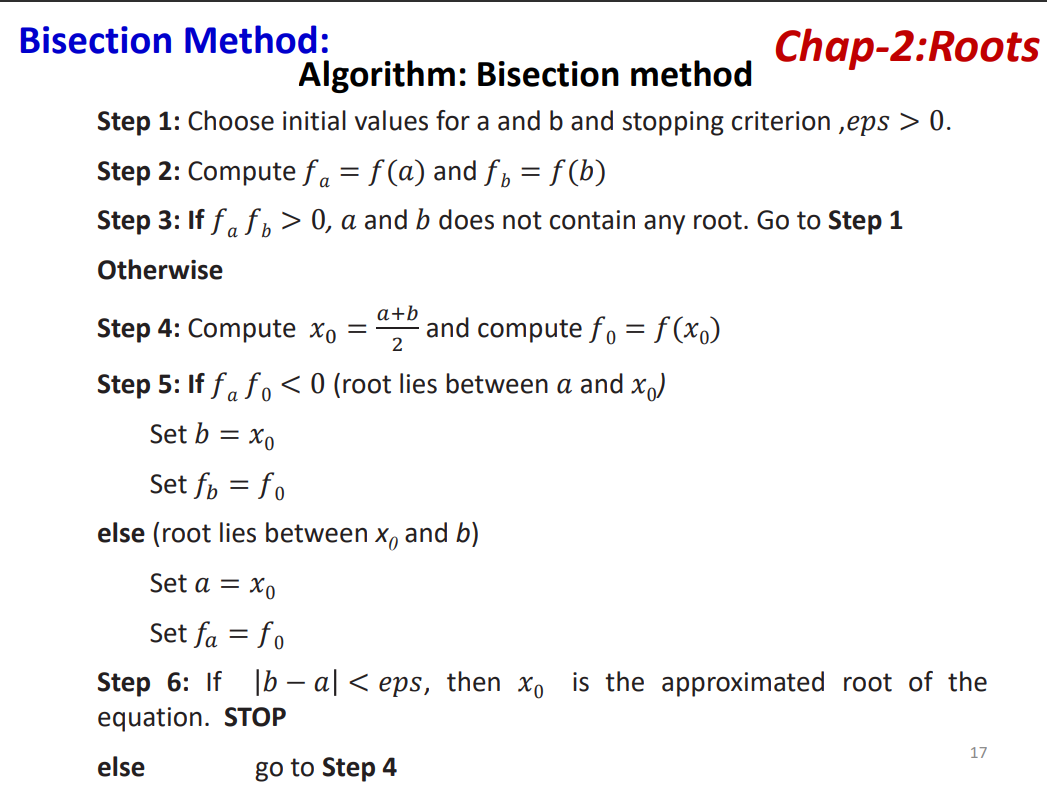 Bisection Method:
Chap-2:Roots
Algorithm: Bisection method
Step 1: Choose initial values for a and b and stopping criterion ,eps > 0.
Step 2: Compute f_a = f(a) and f_b = f(b)
Step 3: If f_a f_b > 0, a and b does not contain any root. Go to Step 1
Otherwise
Step 4: Compute x_0 = (a+b)/2 and compute f_0 = f(x_0)
Step 5: If f_a f_0 < 0 (root lies between a and x_0)
Set b = x_0
Set f_b = f_0
else (root lies between x_0 and b)
Set a = x_0
Set f_a = f_0
Step 6: If |b − a| < eps, then x_0 is the approximated root of the
equation. STOP
else go to Step 4
17